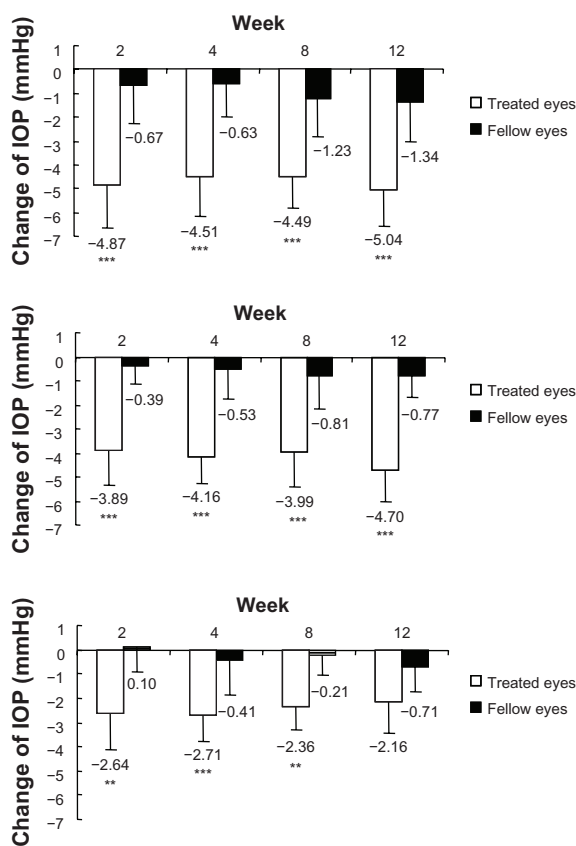 Week
2 4 8 12
Change of IOP (mmHg)
1
0
−1
−2
−3
−4
−5
−6
−7
−0.67 −0.63 −1.23 −1.34
−4.87 −4.51 −4.49 −5.04
*** *** *** ***
Treated eyes
Fellow eyes
Week
2 4 8 12
Change of IOP (mmHg)
1
0
−1
−2
−3
−4
−5
−6
−7
−0.39 −0.53 −0.81 −0.77
−3.89 −4.16 −3.99 −4.70
*** *** *** ***
Treated eyes
Fellow eyes
Week
2 4 8 12
Change of IOP (mmHg)
1
0
−1
−2
−3
−4
−5
−6
−7
0.10 −0.41 −0.21 −0.71
−2.64 −2.71 −2.36 −2.16
** *** **
Treated eyes
Fellow eyes